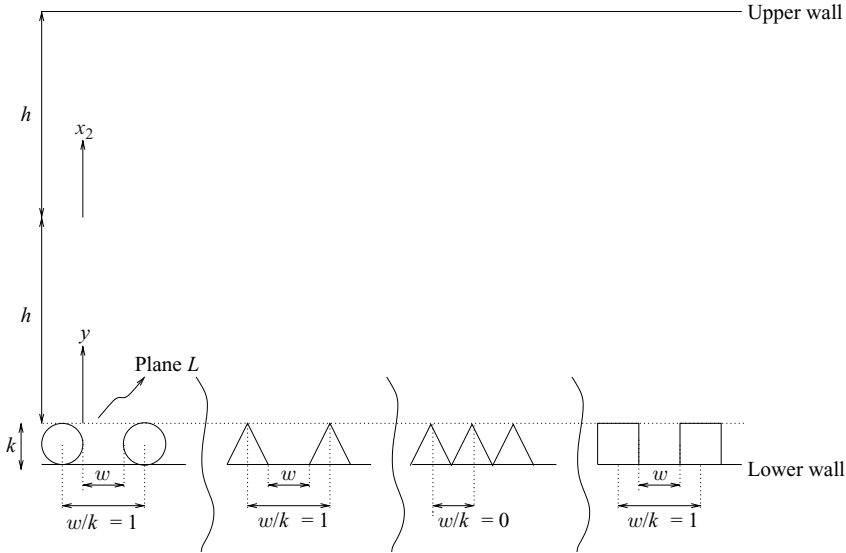 Upper wall
h
x2
h
y
Plane L
k
w
w
w
Lower wall
w/k = 1
w/k = 1
w/k = 0
w/k = 1